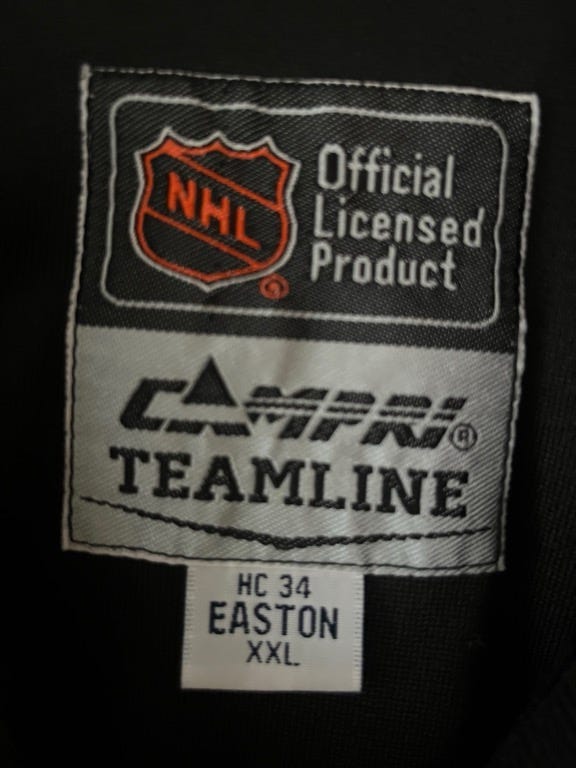 NHL
Official
Licensed
Product
CAMPRI®
TEAMLINE
HC 34
EASTON
XXL